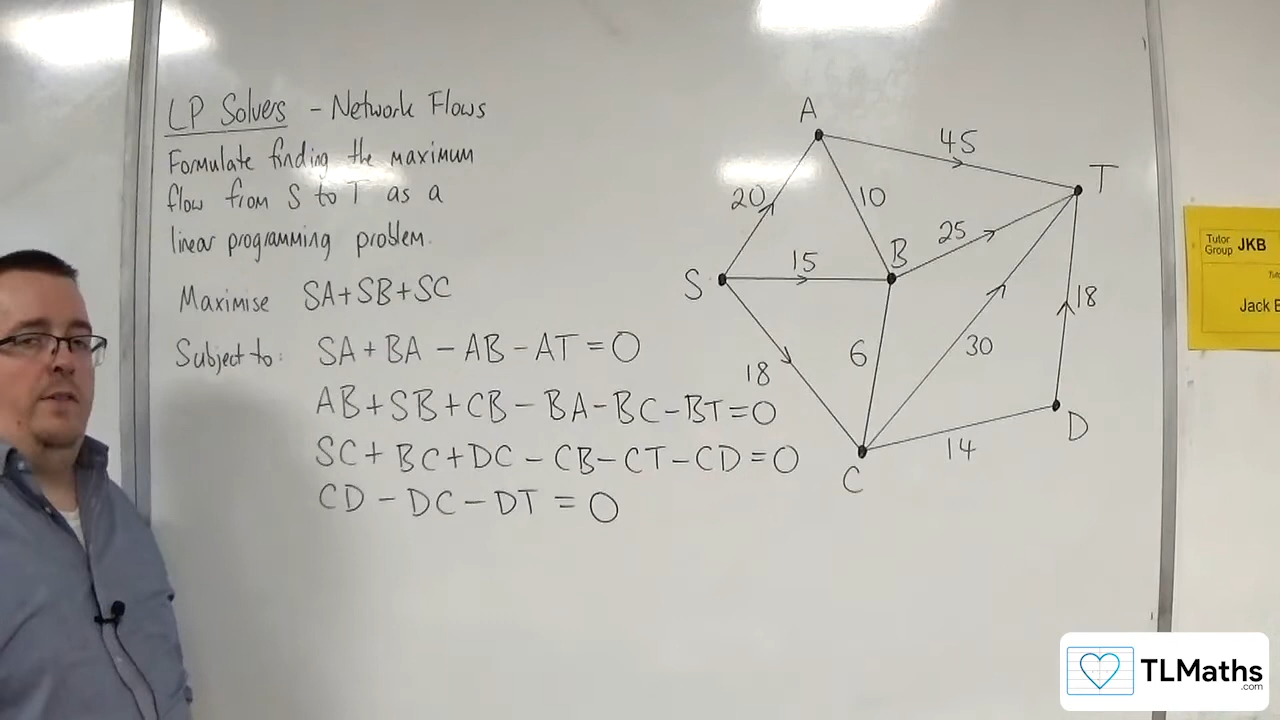 LP Solvers - Network Flows
Formulate finding the maximum
flow from S to T as a
linear programming problem.
Maximise SA+SB+SC
Subject to: SA+BA-AB-AT=0
AB+SB+CB-BA-BC-BT=0
SC+BC+DC-CB-CT-CD=0
CD-DC-DT=0
A
45
T
20
10
25
B
15
S
18
6
30
18
D
14
C
Tutor
Group JKB
Jack
TLMaths
.com